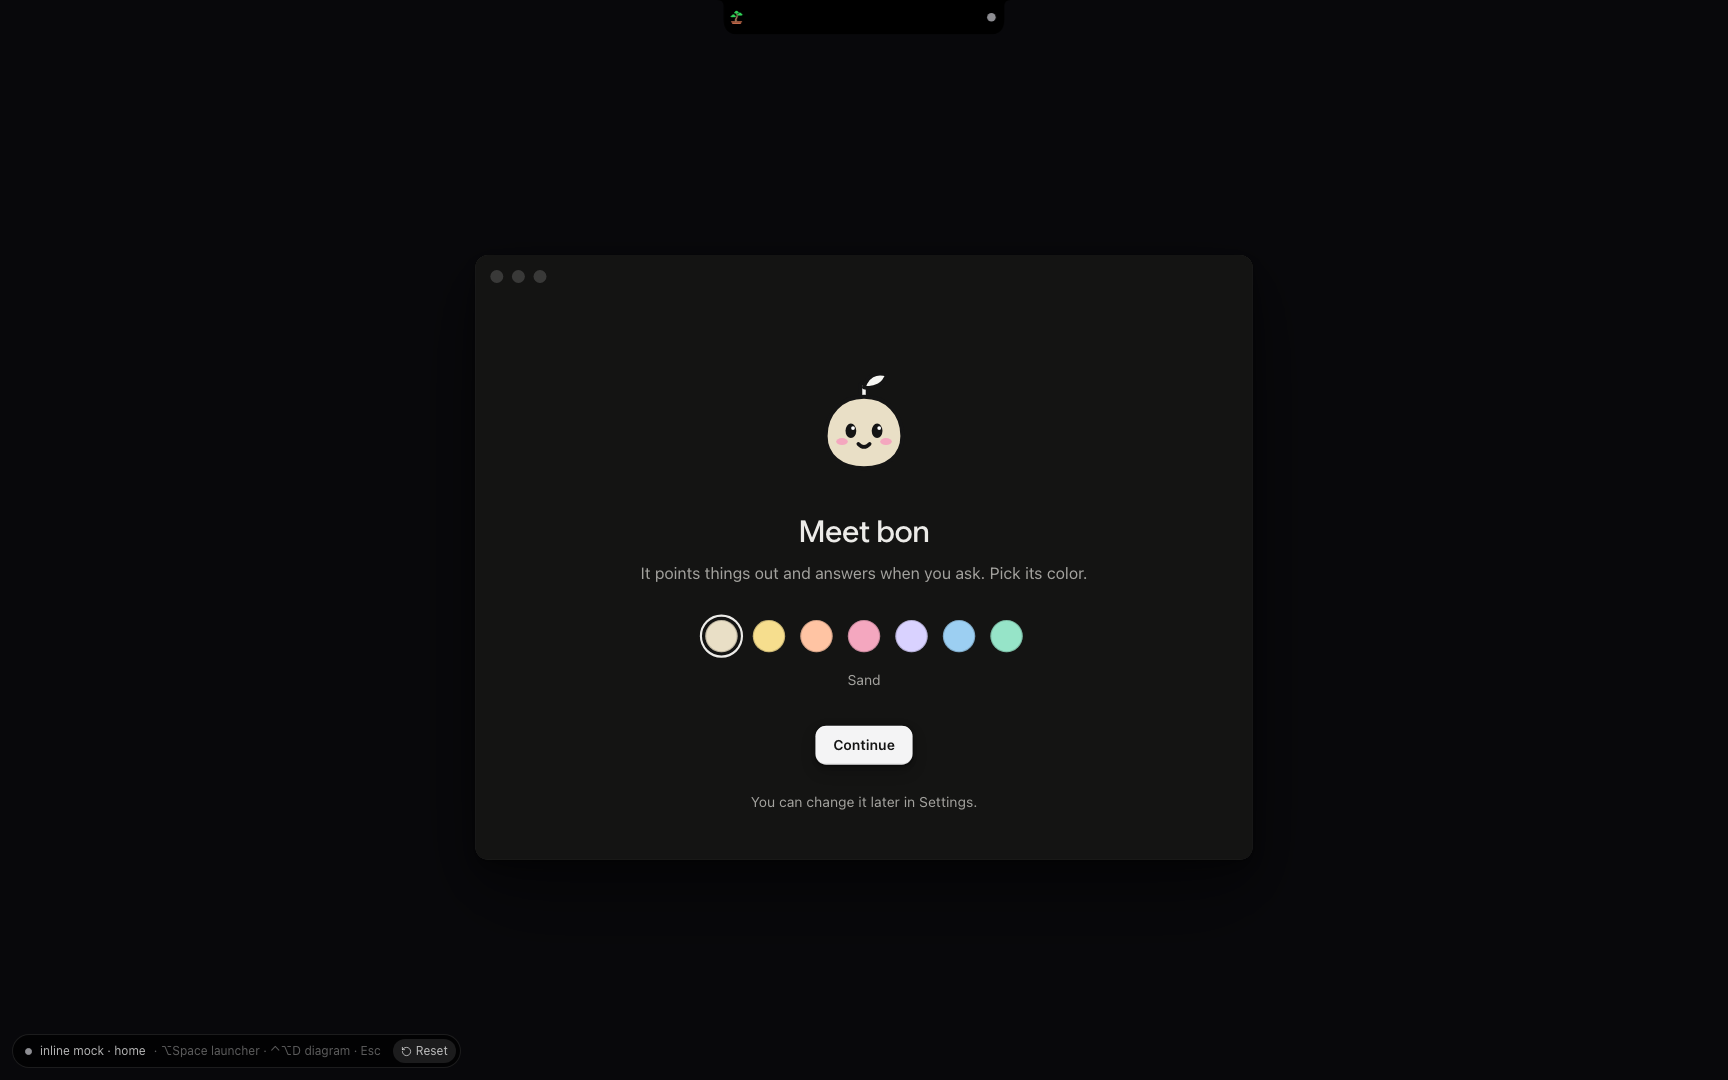 Meet bon
It points things out and answers when you ask. Pick its color.
Sand
Continue
You can change it later in Settings.
inline mock · home · ⌥Space launcher · ^⌥D diagram · Esc Reset